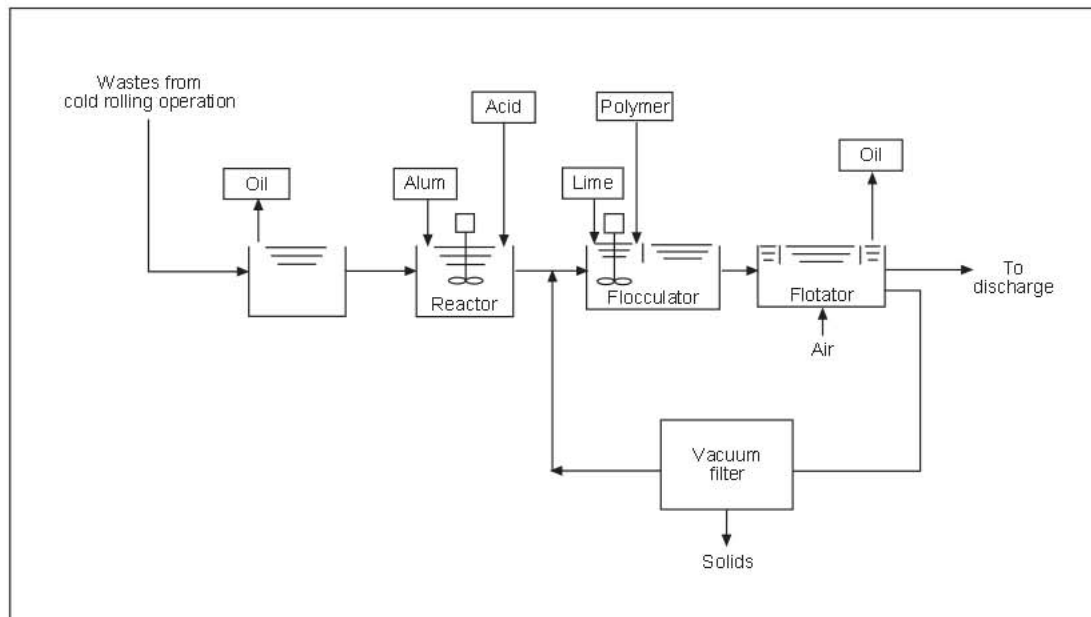 Wastes from
cold rolling operation
Acid
Polymer
Oil
Alum
Lime
Oil
Reactor
Flocculator
Flotator
To
discharge
Air
Vacuum
filter
Solids